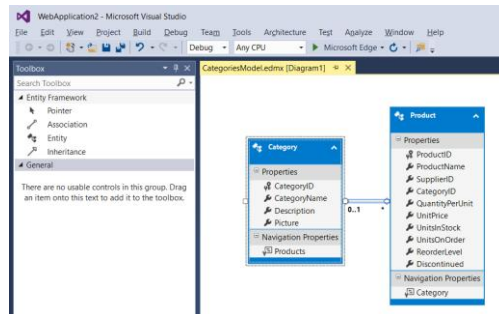 WebApplication2 - Microsoft Visual Studio
File Edit View Project Build Debug Team Tools Architecture Test Analyze Window Help
Debug Any CPU Microsoft Edge
Toolbox
Search Toolbox
Entity Framework
Pointer
Association
Entity
Inheritance
General
There are no usable controls in this group. Drag
an item onto this text to add it to the toolbox.
CategoriesModel.edmx [Diagram1]
Category
Properties
CategoryID
CategoryName
Description
Picture
Navigation Properties
Products
0..1 *
Product
Properties
ProductID
ProductName
SupplierID
CategoryID
QuantityPerUnit
UnitPrice
UnitsInStock
UnitsOnOrder
ReorderLevel
Discontinued
Navigation Properties
Category